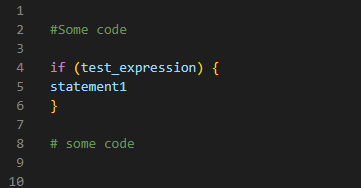 1
2 #Some code
3
4 if (test_expression) {
5 statement1
6 }
7
8 # some code
9
10